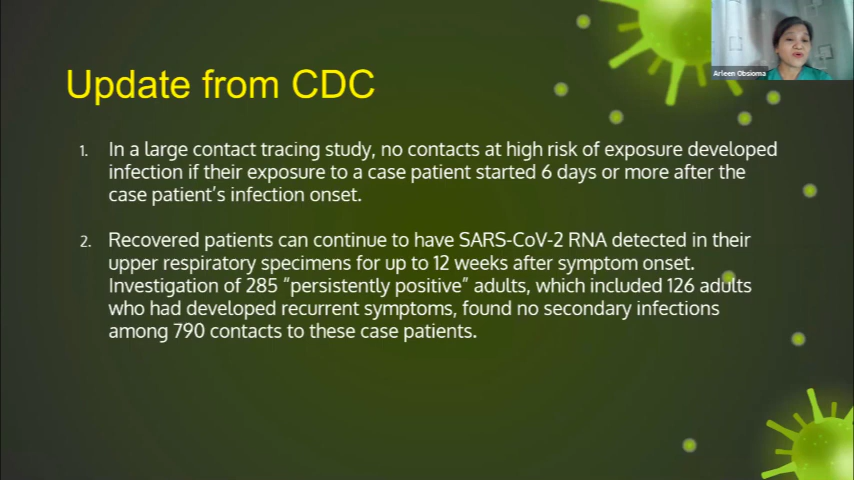 Arleen Obsioma
Update from CDC
1. In a large contact tracing study, no contacts at high risk of exposure developed
infection if their exposure to a case patient started 6 days or more after the
case patient's infection onset.
2. Recovered patients can continue to have SARS-CoV-2 RNA detected in their
upper respiratory specimens for up to 12 weeks after symptom onset.
Investigation of 285 “persistently positive” adults, which included 126 adults
who had developed recurrent symptoms, found no secondary infections
among 790 contacts to these case patients.